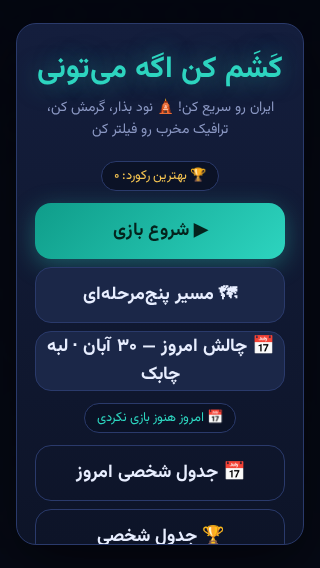 کَشَم کن اگه می‌تونی
ایران رو سریع کن! 🚨 نود بذار، گرمش کن،
ترافیک مخرب رو فیلتر کن
🏆 بهترین رکورد: ۰
▶ شروع بازی
🗺 مسیر پنج‌مرحله‌ای
📅 چالش امروز — ۳۰ آبان · لبه
چابک
📅 امروز هنوز بازی نکردی
📅 جدول شخصی امروز
🏆 جدول شخصی